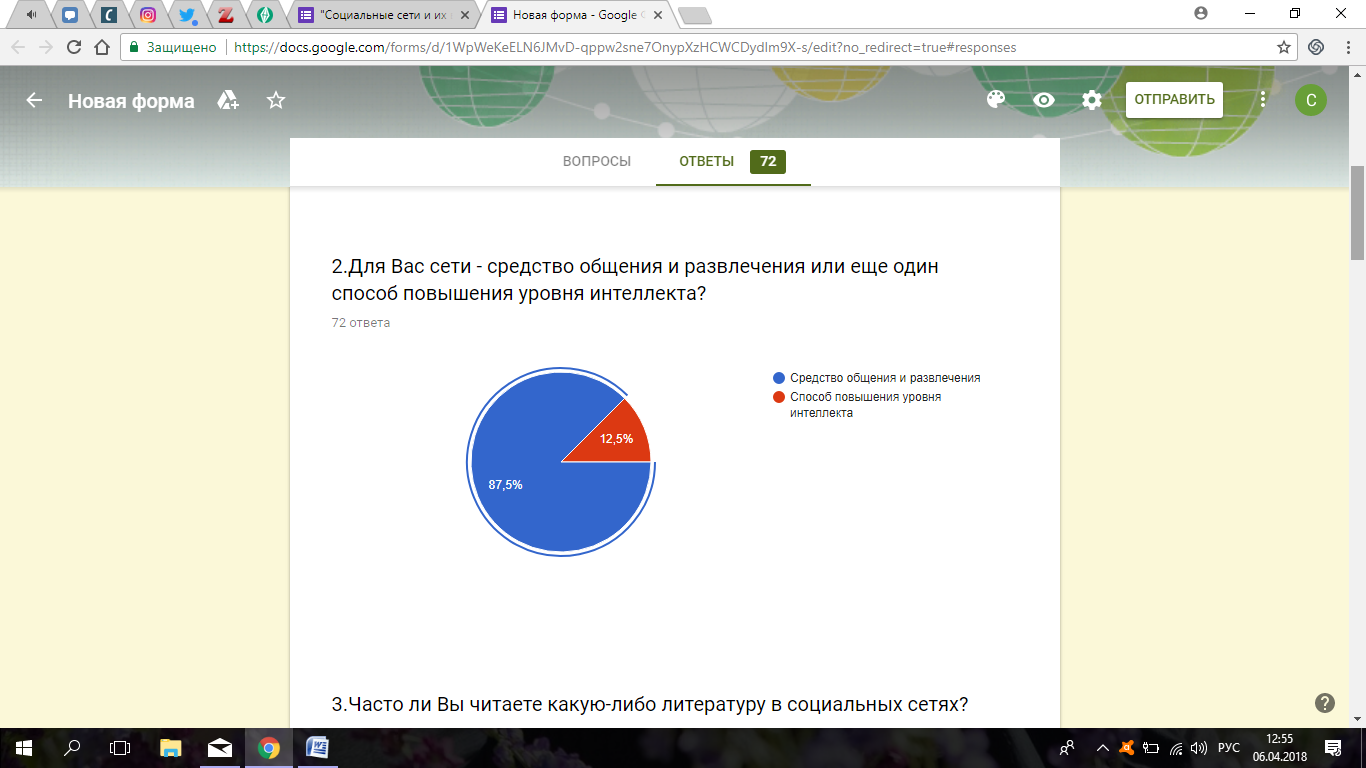 "Социальные сети и их
Новая форма - Google
Защищено
https://docs.google.com/forms/d/1WpWeKeELN6JMvD-qppw2sne7OnypXzHCWCDydIm9X-s/edit?no_redirect=true#responses
Новая форма
ОТПРАВИТЬ
С
ВОПРОСЫ
ОТВЕТЫ 72
2.Для Вас сети - средство общения и развлечения или еще один
способ повышения уровня интеллекта?
72 ответа
Средство общения и развлечения
Способ повышения уровня
интеллекта
12,5%
87,5%
3.Часто ли Вы читаете какую-либо литературу в социальных сетях?
РУС
12:55
06.04.2018